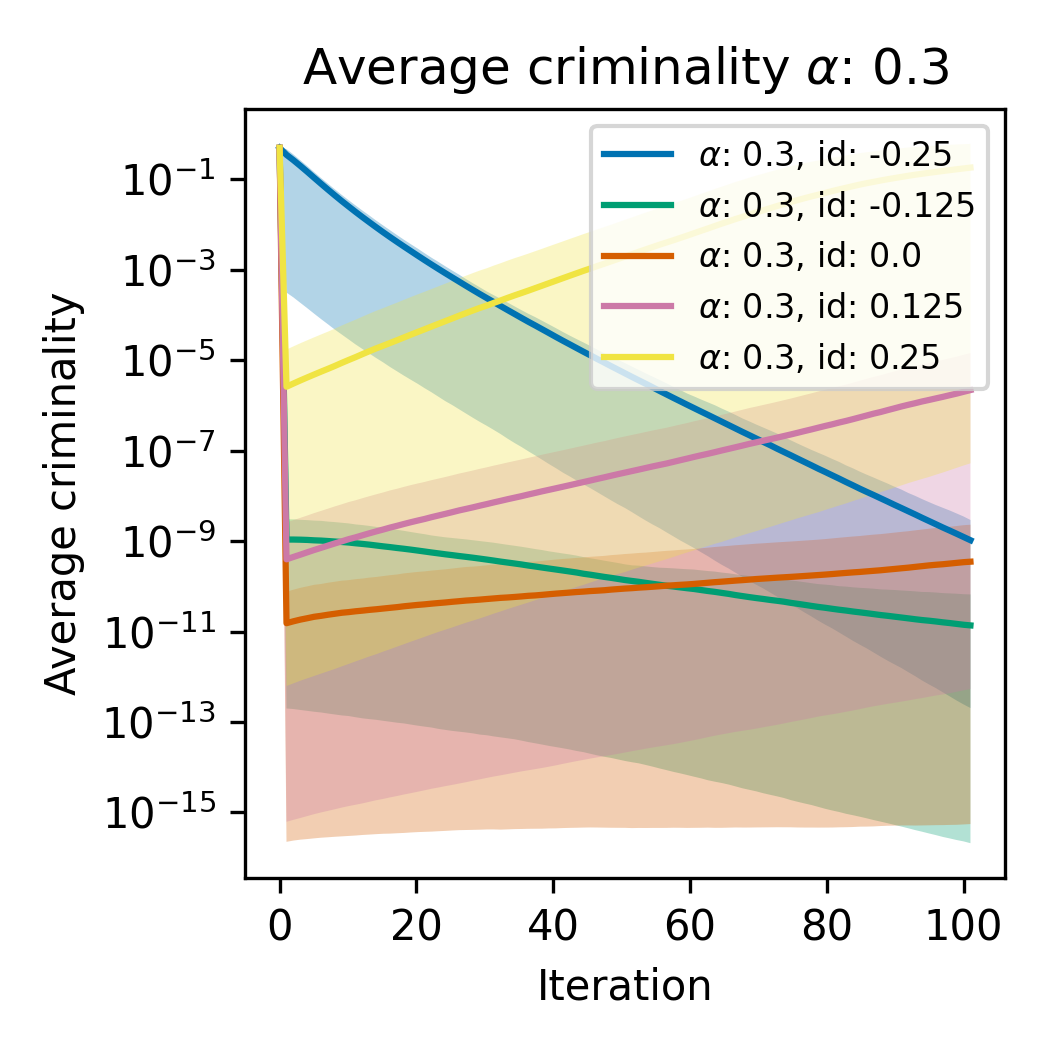 Average criminality α: 0.3
α: 0.3, id: -0.25
α: 0.3, id: -0.125
α: 0.3, id: 0.0
α: 0.3, id: 0.125
α: 0.3, id: 0.25
Average criminality
10⁻¹
10⁻³
10⁻⁵
10⁻⁷
10⁻⁹
10⁻¹¹
10⁻¹³
10⁻¹⁵
0 20 40 60 80 100
Iteration